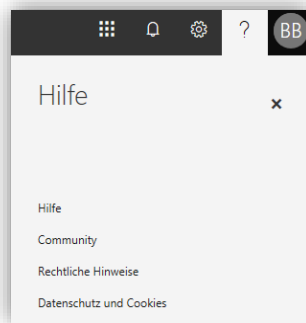 ? BB
Hilfe
×
Hilfe
Community
Rechtliche Hinweise
Datenschutz und Cookies